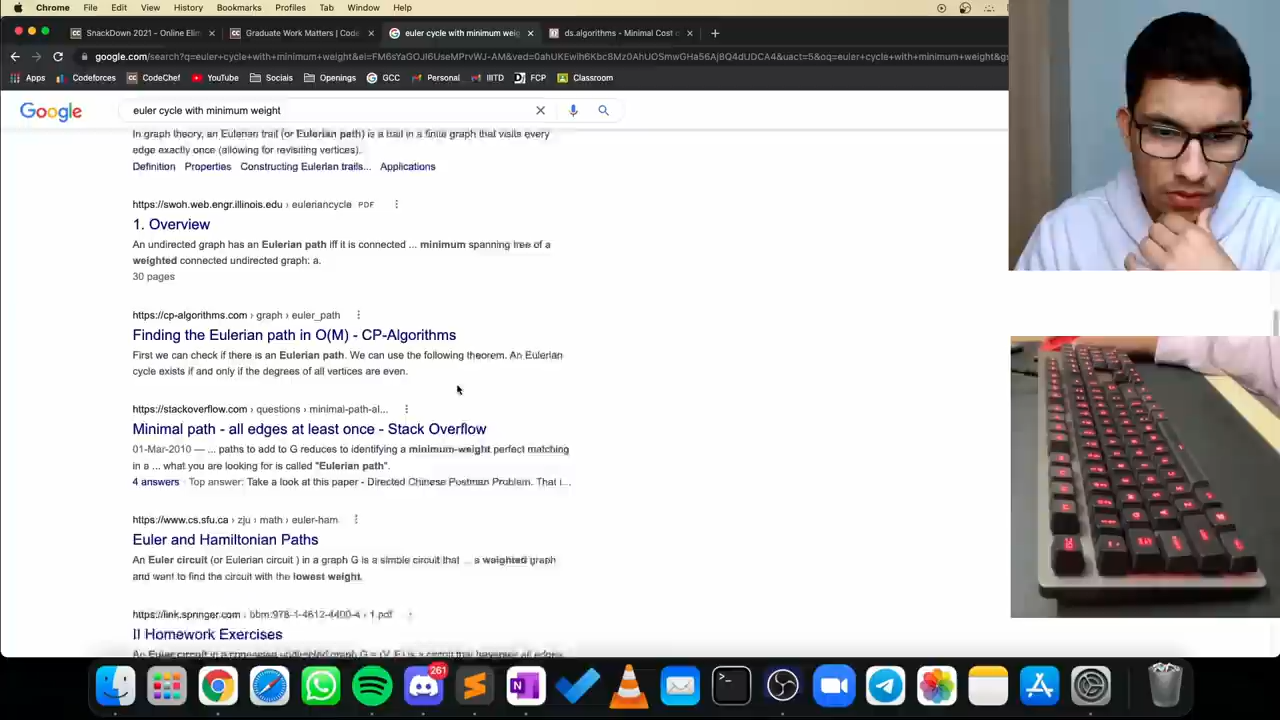 Chrome File Edit View History Bookmarks Profiles Tab Window Help
SnackDown 2021 - Online Elim
Graduate Work Matters | Code
euler cycle with minimum weig
ds.algorithms - Minimal Cost
google.com/search?q=euler+cycle+with+minimum+weight
Apps Codeforces CodeChef YouTube Socials Openings GCC Personal IIITD FCP Classroom
Google
euler cycle with minimum weight
In graph theory, an Eulerian trail (or Eulerian path) is a trail in a finite graph that visits every
edge exactly once (allowing for revisiting vertices).
Definition Properties Constructing Eulerian trails... Applications
https://swoh.web.engr.illinois.edu › euleriancycle PDF
1. Overview
An undirected graph has an Eulerian path iff it is connected ... minimum spanning tree of a
weighted connected undirected graph: a.
30 pages
https://cp-algorithms.com › graph › euler_path
Finding the Eulerian path in O(M) - CP-Algorithms
First we can check if there is an Eulerian path. We can use the following theorem. An Eulerian
cycle exists if and only if the degrees of all vertices are even.
https://stackoverflow.com › questions › minimal-path-al...
Minimal path - all edges at least once - Stack Overflow
01-Mar-2010 — ... paths to add to G reduces to identifying a minimum-weight perfect matching
in a ... what you are looking for is called "Eulerian path".
4 answers · Top answer: Take a look at this paper - Directed Chinese Postman Problem. That i...
https://www.cs.sfu.ca › zju › math › euler-ham
Euler and Hamiltonian Paths
An Euler circuit (or Eulerian circuit ) in a graph G is a simple circuit that ... a weighted graph
and want to find the circuit with the lowest weight.
https://link.springer.com
II Homework Exercises
261